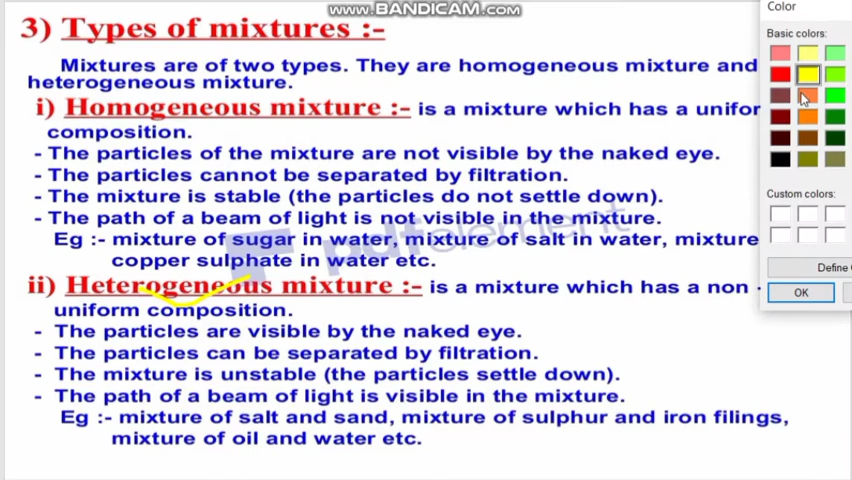 WWW.BANDICAM.COM
Color
3) Types of mixtures :-
Basic colors:
Mixtures are of two types. They are homogeneous mixture and
heterogeneous mixture.
i) Homogeneous mixture :- is a mixture which has a unifor
composition.
- The particles of the mixture are not visible by the naked eye.
- The particles cannot be separated by filtration.
- The mixture is stable (the particles do not settle down).
Custom colors:
- The path of a beam of light is not visible in the mixture.
pdfelement
Eg :- mixture of sugar in water, mixture of salt in water, mixture
copper sulphate in water etc.
Define
ii) Heterogeneous mixture :- is a mixture which has a non -
OK
uniform composition.
- The particles are visible by the naked eye.
- The particles can be separated by filtration.
- The mixture is unstable (the particles settle down).
- The path of a beam of light is visible in the mixture.
Eg :- mixture of salt and sand, mixture of sulphur and iron filings,
mixture of oil and water etc.